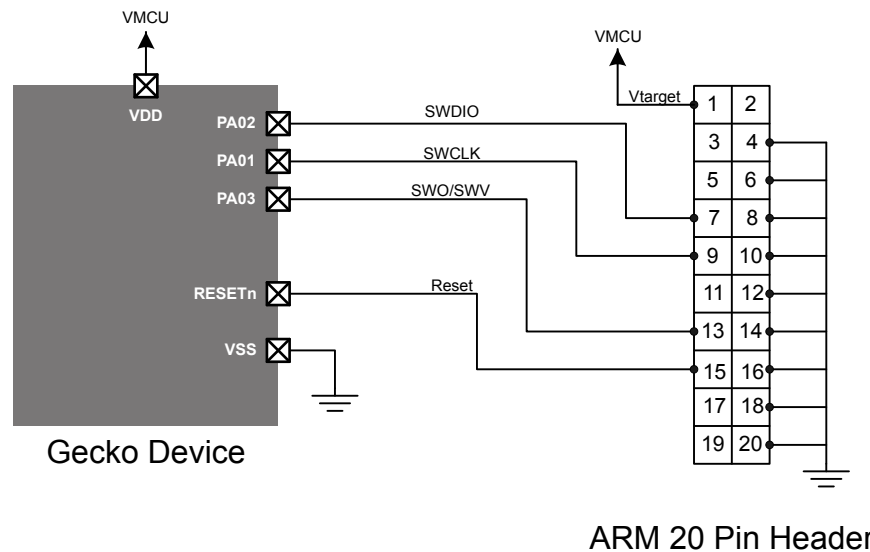 VMCU
VMCU
VDD
Vtarget
1 2
PA02 SWDIO
3 4
PA01 SWCLK
5 6
PA03 SWO/SWV
7 8
9 10
RESETn Reset
11 12
13 14
VSS
15 16
17 18
19 20
Gecko Device
ARM 20 Pin Header